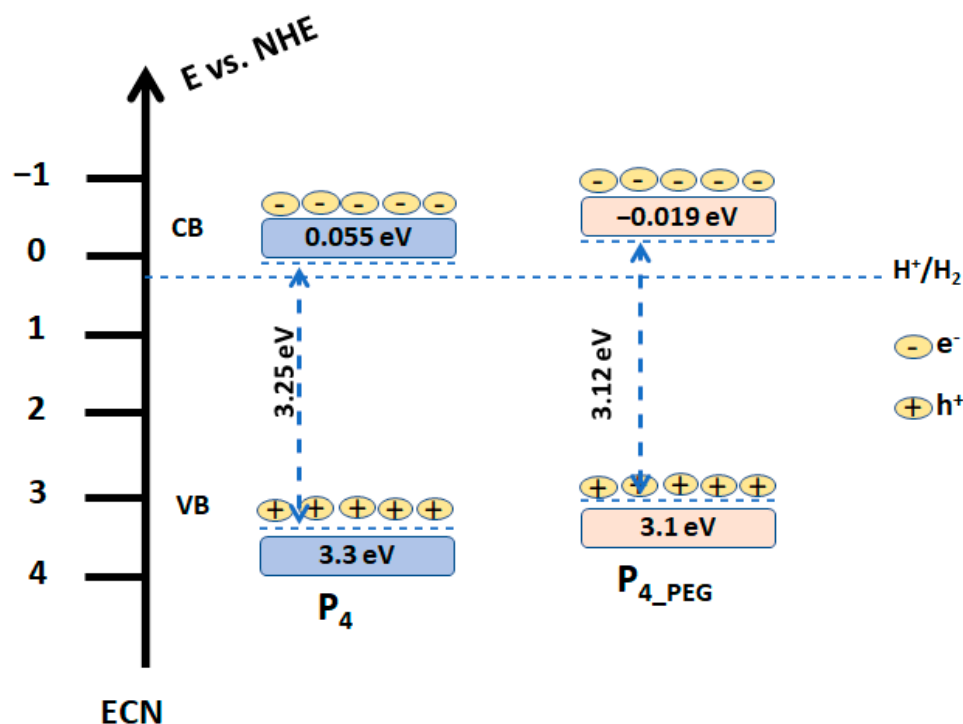 E vs. NHE
−1
0
1
2
3
4
CB
VB
- - - - -
0.055 eV
3.25 eV
+ + + + +
3.3 eV
P₄
- - - - -
−0.019 eV
3.12 eV
+ + + + +
3.1 eV
P₄_PEG
H⁺/H₂
- e⁻
+ h⁺
ECN